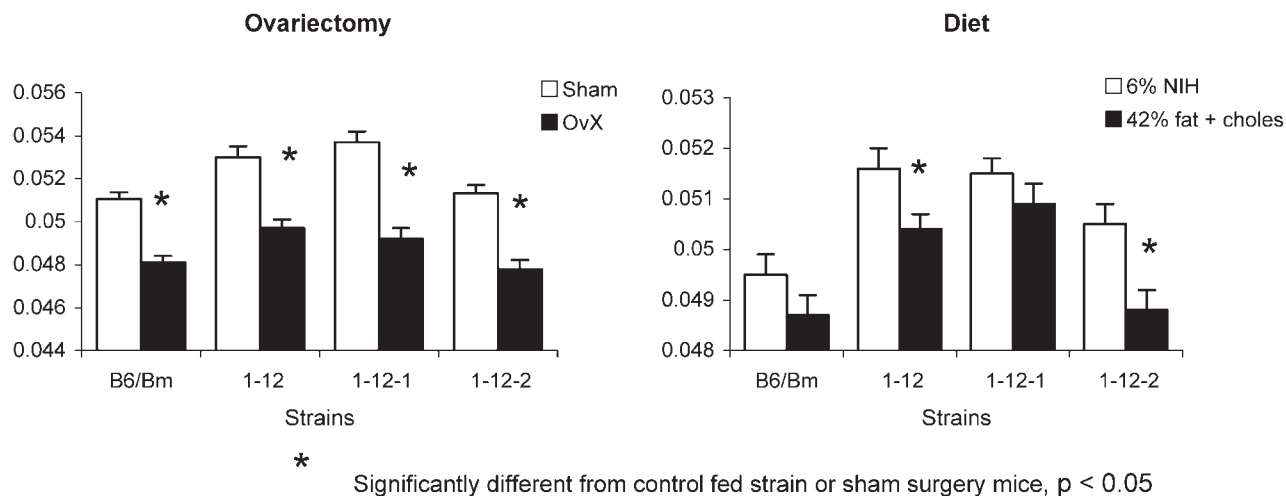 Ovariectomy
0.056
0.054
0.052
0.05
0.048
0.046
0.044
Sham
OvX
*
*
*
*
B6/Bm 1-12 1-12-1 1-12-2
Strains
Diet
0.053
0.052
0.051
0.05
0.049
0.048
6% NIH
42% fat + choles
*
*
B6/Bm 1-12 1-12-1 1-12-2
Strains
*
Significantly different from control fed strain or sham surgery mice, p < 0.05